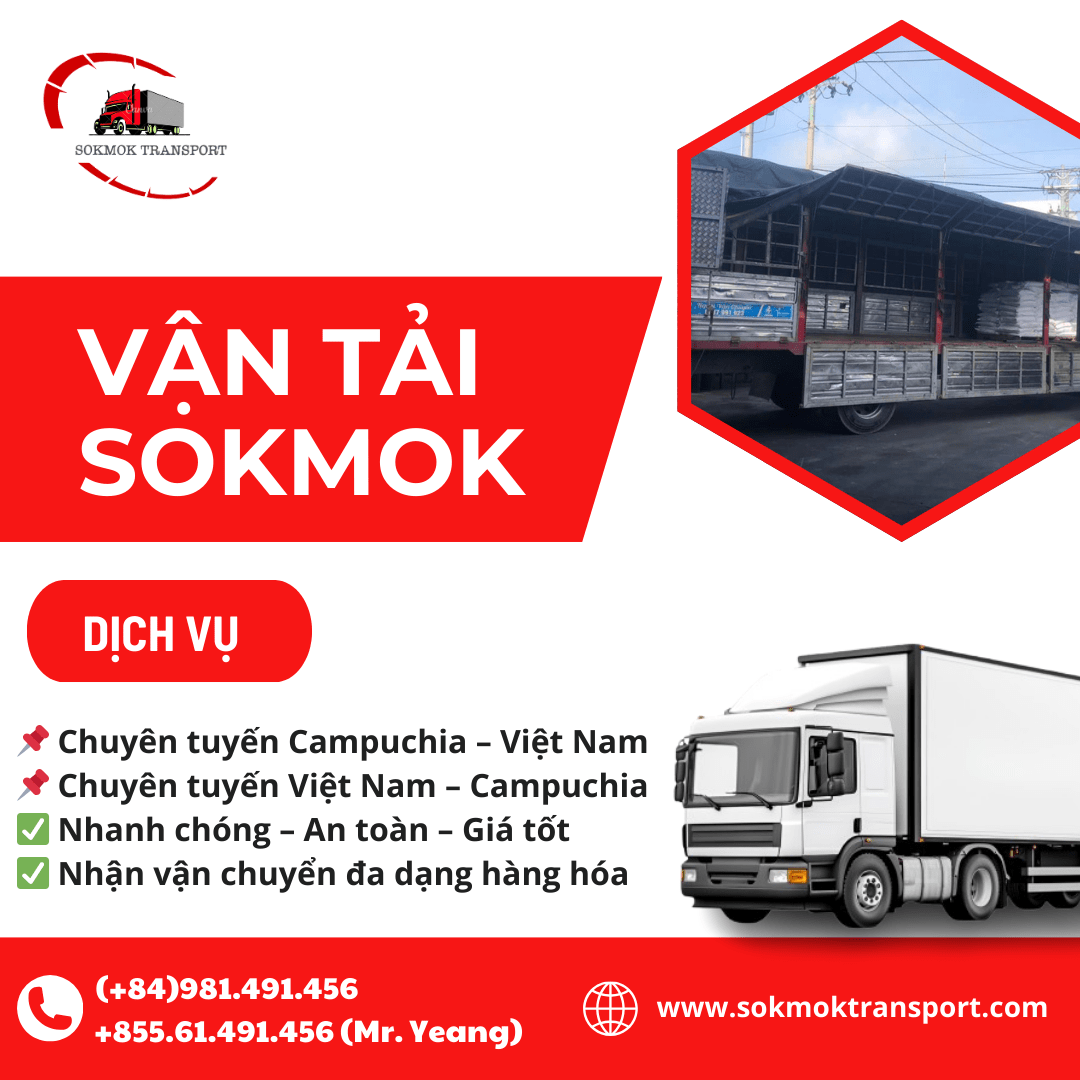 SOKMOK TRANSPORT
VẬN TẢI
SOKMOK
DỊCH VỤ
📌 Chuyên tuyến Campuchia – Việt Nam
📌 Chuyên tuyến Việt Nam – Campuchia
✅ Nhanh chóng – An toàn – Giá tốt
✅ Nhận vận chuyển đa dạng hàng hóa
(+84)981.491.456
+855.61.491.456 (Mr. Yeang)
www.sokmoktransport.com